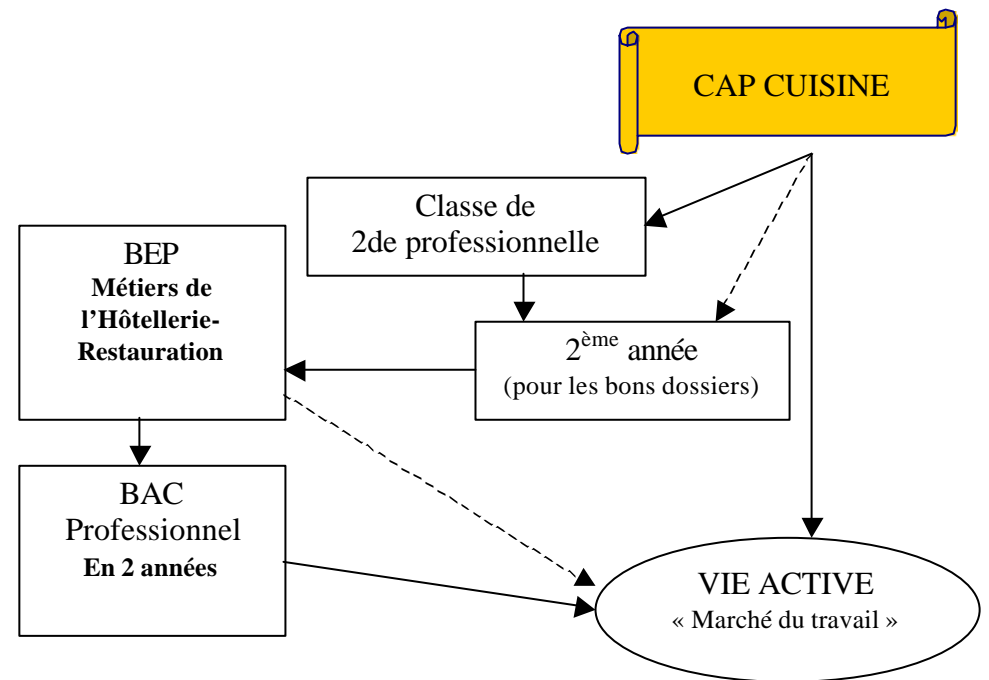 CAP CUISINE
Classe de
2de professionnelle
BEP
Métiers de
l’Hôtellerie-
Restauration
2ème année
(pour les bons dossiers)
BAC
Professionnel
En 2 années
VIE ACTIVE
« Marché du travail »